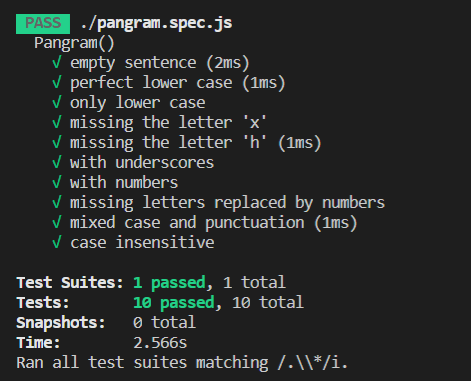 PASS ./pangram.spec.js
Pangram()
√ empty sentence (2ms)
√ perfect lower case (1ms)
√ only lower case
√ missing the letter 'x'
√ missing the letter 'h' (1ms)
√ with underscores
√ with numbers
√ missing letters replaced by numbers
√ mixed case and punctuation (1ms)
√ case insensitive
Test Suites: 1 passed, 1 total
Tests: 10 passed, 10 total
Snapshots: 0 total
Time: 2.566s
Ran all test suites matching /.\\*/i.